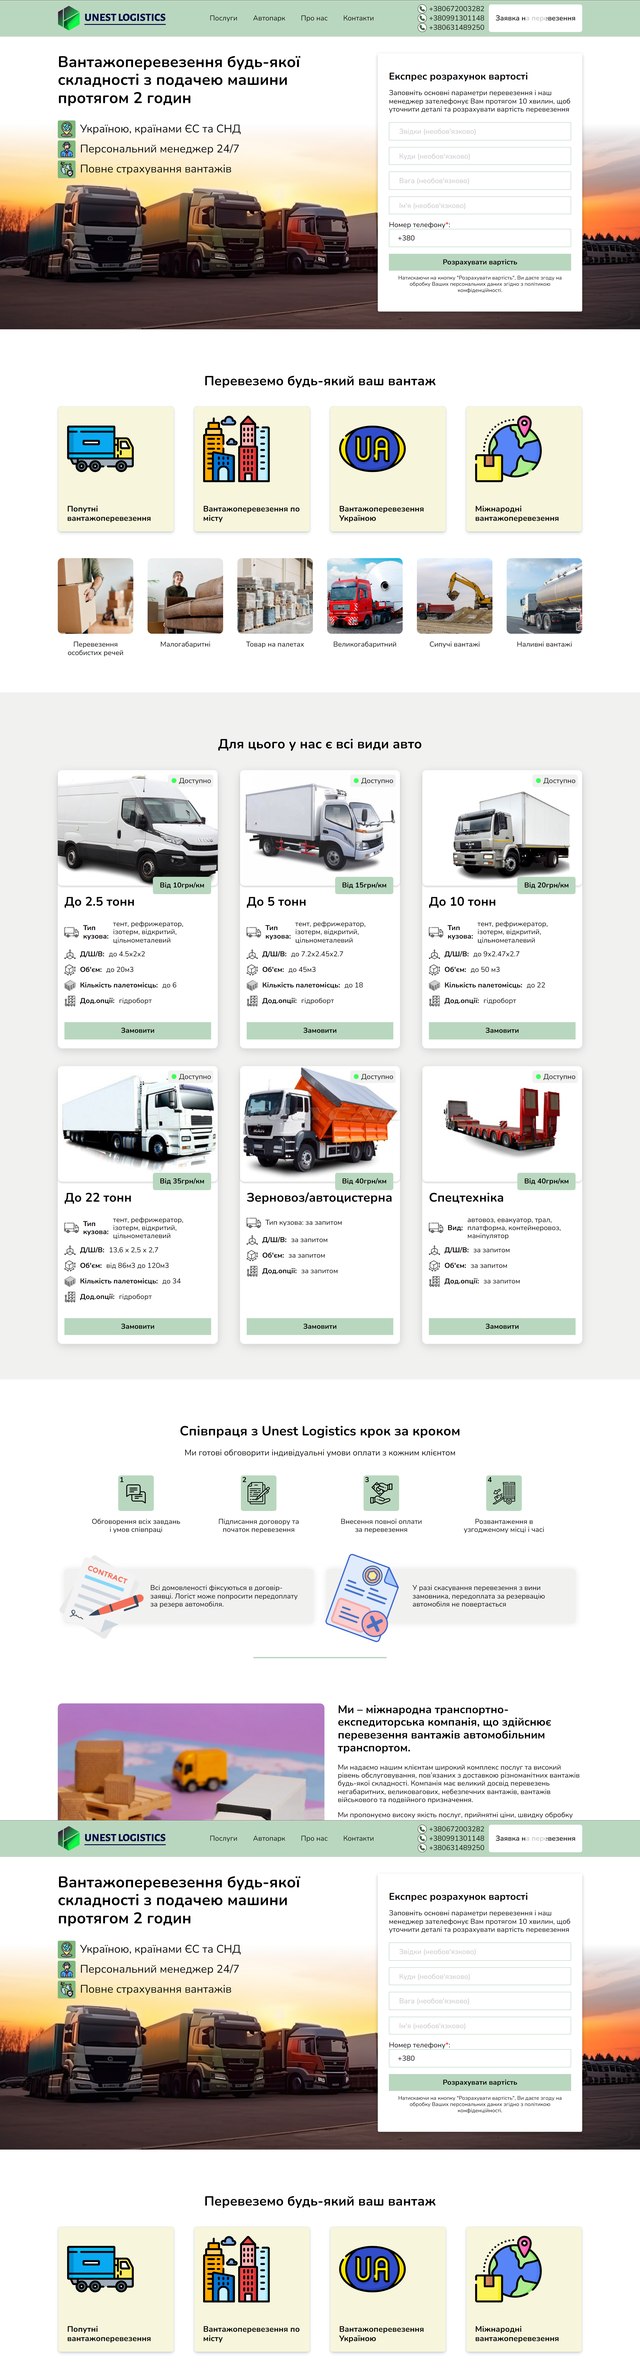 UNEST LOGISTICS
Послуги
Автопарк
Про нас
Контакти
+380672003282
+380991301148
+380631489250
Заявка на перевезення
Вантажоперевезення будь-якої
складності з подачею машини
протягом 2 годин
Україною, країнами ЄС та СНД
Персональний менеджер 24/7
Повне страхування вантажів
Експрес розрахунок вартості
Заповніть основні параметри перевезення і наш
менеджер зателефонує Вам протягом 10 хвилин, щоб
уточнити деталі та розрахувати вартість перевезення
Звідки (необов'язково)
Куди (необов'язково)
Вага (необов'язково)
Ім'я (необов'язково)
Номер телефону*:
+380
Розрахувати вартість
Натискаючи на кнопку "Розрахувати вартість", Ви даєте згоду на
обробку Ваших персональних даних згідно з політикою
конфіденційності.
Перевеземо будь-який ваш вантаж
Попутні
вантажоперевезення
Вантажоперевезення по
місту
UA
Вантажоперевезення
Україною
Міжнародні
вантажоперевезення
Перевезення
особистих речей
Малогабаритні
Товар на палетах
Великогабаритний
Сипучі вантажі
Наливні вантажі
Для цього у нас є всі види авто
Доступно
Від 10грн/км
До 2.5 тонн
Тип
кузова:
тент, рефрижератор,
ізотерм, відкритий,
цільнометалевий
Д/Ш/В: до 4.5х2х2
Об'єм: до 20м3
Кількість палетомісць: до 6
Дод.опції: гідроборт
Замовити
Доступно
Від 15грн/км
До 5 тонн
Тип
кузова:
тент, рефрижератор,
ізотерм, відкритий,
цільнометалевий
Д/Ш/В: до 7.2х2.45х2.7
Об'єм: до 45м3
Кількість палетомісць: до 18
Дод.опції: гідроборт
Замовити
Доступно
Від 20грн/км
До 10 тонн
Тип
кузова:
тент, рефрижератор,
ізотерм, відкритий,
цільнометалевий
Д/Ш/В: до 9х2.47х2.7
Об'єм: до 50 м3
Кількість палетомісць: до 22
Дод.опції: гідроборт
Замовити
Доступно
Від 35грн/км
До 22 тонн
Тип
кузова:
тент, рефрижератор,
ізотерм, відкритий,
цільнометалевий
Д/Ш/В: 13,6 х 2,5 х 2,7
Об'єм: від 86м3 до 120м3
Кількість палетомісць: до 34
Дод.опції: гідроборт
Замовити
Доступно
Від 40грн/км
Зерновоз/автоцистерна
Тип кузова: за запитом
Д/Ш/В: за запитом
Об'єм: за запитом
Дод.опції: за запитом
Замовити
Доступно
Від 40грн/км
Спецтехніка
Вид:
автовоз, евакуатор, трал,
платформа, контейнеровоз,
маніпулятор
Д/Ш/В: за запитом
Об'єм: за запитом
Дод.опції: за запитом
Замовити
Співпраця з Unest Logistics крок за кроком
Ми готові обговорити індивідуальні умови оплати з кожним клієнтом
1
Обговорення всіх завдань
і умов співпраці
2
Підписання договору та
початок перевезення
3
Внесення повної оплати
за перевезення
4
Розвантаження в
узгодженому місці і часі
CONTRACT
Всі домовленості фіксуються в договір-
заявці. Логіст може попросити передоплату
за резерв автомобіля.
У разі скасування перевезення з вини
замовника, передоплата за резервацію
автомобіля не повертається
Ми – міжнародна транспортно-
експедиторська компанія, що здійснює
перевезення вантажів автомобільним
транспортом.
Ми надаємо нашим клієнтам широкий комплекс послуг та високий
рівень обслуговування, пов'язаних з доставкою різноманітних вантажів
будь-якої складності. Компанія має великий досвід перевезень
негабаритних, великовагових, небезпечних вантажів, вантажів
військового та подвійного призначення.
Ми пропонуємо високу якість послуг, прийнятні ціни, швидку обробку
UNEST LOGISTICS
Послуги
Автопарк
Про нас
Контакти
+380672003282
+380991301148
+380631489250
Заявка на перевезення
Вантажоперевезення будь-якої
складності з подачею машини
протягом 2 годин
Україною, країнами ЄС та СНД
Персональний менеджер 24/7
Повне страхування вантажів
Експрес розрахунок вартості
Заповніть основні параметри перевезення і наш
менеджер зателефонує Вам протягом 10 хвилин, щоб
уточнити деталі та розрахувати вартість перевезення
Звідки (необов'язково)
Куди (необов'язково)
Вага (необов'язково)
Ім'я (необов'язково)
Номер телефону*:
+380
Розрахувати вартість
Натискаючи на кнопку "Розрахувати вартість", Ви даєте згоду на
обробку Ваших персональних даних згідно з політикою
конфіденційності.
Перевеземо будь-який ваш вантаж
Попутні
вантажоперевезення
Вантажоперевезення по
місту
UA
Вантажоперевезення
Україною
Міжнародні
вантажоперевезення